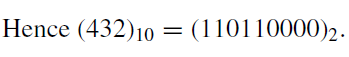 Hence (432)10 = (110110000)2.